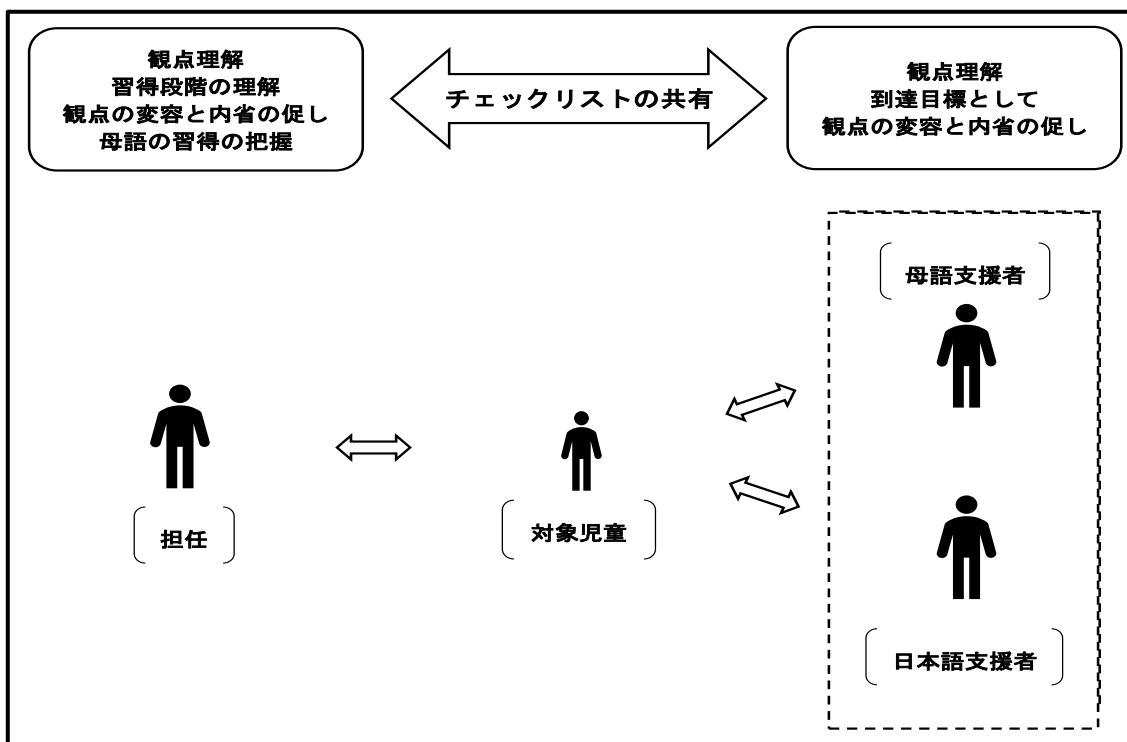 観点理解
習得段階の理解
観点の変容と内省の促し
母語の習得の把握
チェックリストの共有
観点理解
到達目標として
観点の変容と内省の促し
母語支援者
担任
対象児童
日本語支援者